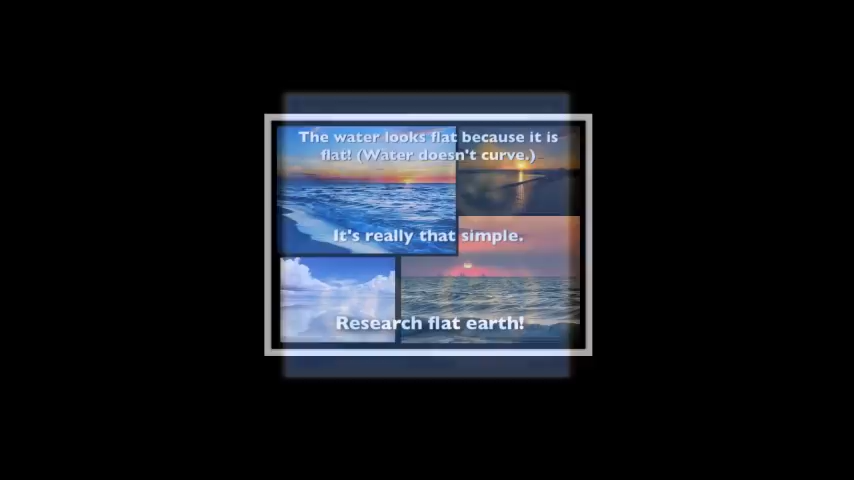 The water looks flat because it is
flat! (Water doesn't curve.)
It's really that simple.
Research flat earth!